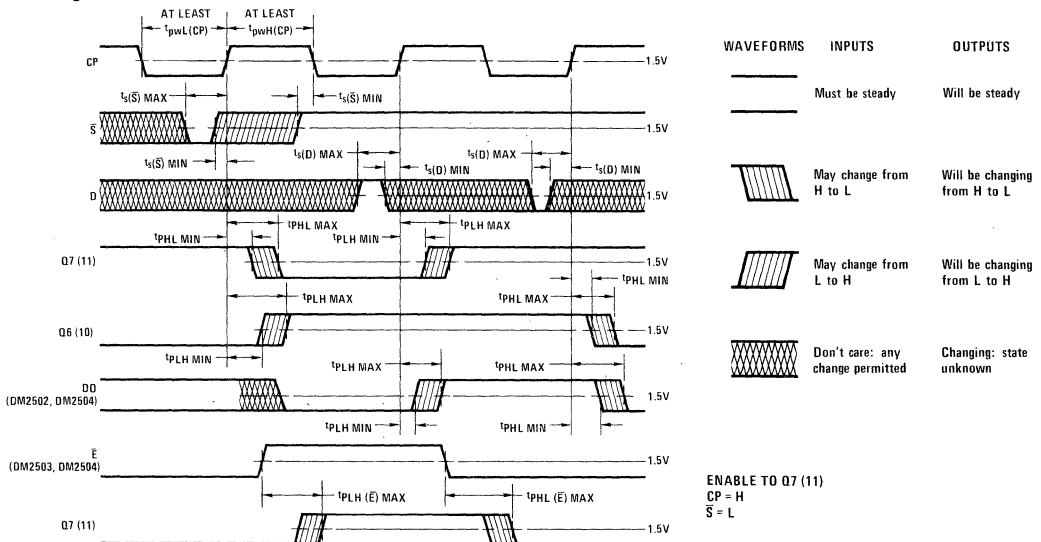 AT LEAST AT LEAST
tpwL(CP) tpwH(CP)
CP 1.5V
ts(S̅) MAX ts(S̅) MIN
S̅ 1.5V
ts(S̅) MIN ts(D) MAX ts(D) MIN ts(D) MAX ts(D) MIN
D 1.5V
tPHL MAX tPLH MAX
tPHL MIN tPLH MIN
Q7 (11) 1.5V
tPHL MIN
tPLH MAX tPHL MAX
Q6 (10) 1.5V
tPLH MIN tPLH MAX tPHL MAX
DO
(DM2502, DM2504) 1.5V
tPLH MIN tPHL MIN
E̅
(DM2503, DM2504) 1.5V
tPLH (E̅) MAX tPHL (E̅) MAX
Q7 (11) 1.5V
WAVEFORMS INPUTS OUTPUTS
Must be steady Will be steady
May change from Will be changing
H to L from H to L
May change from Will be changing
L to H from L to H
Don't care: any Changing: state
change permitted unknown
ENABLE TO Q7 (11)
CP = H
S̅ = L